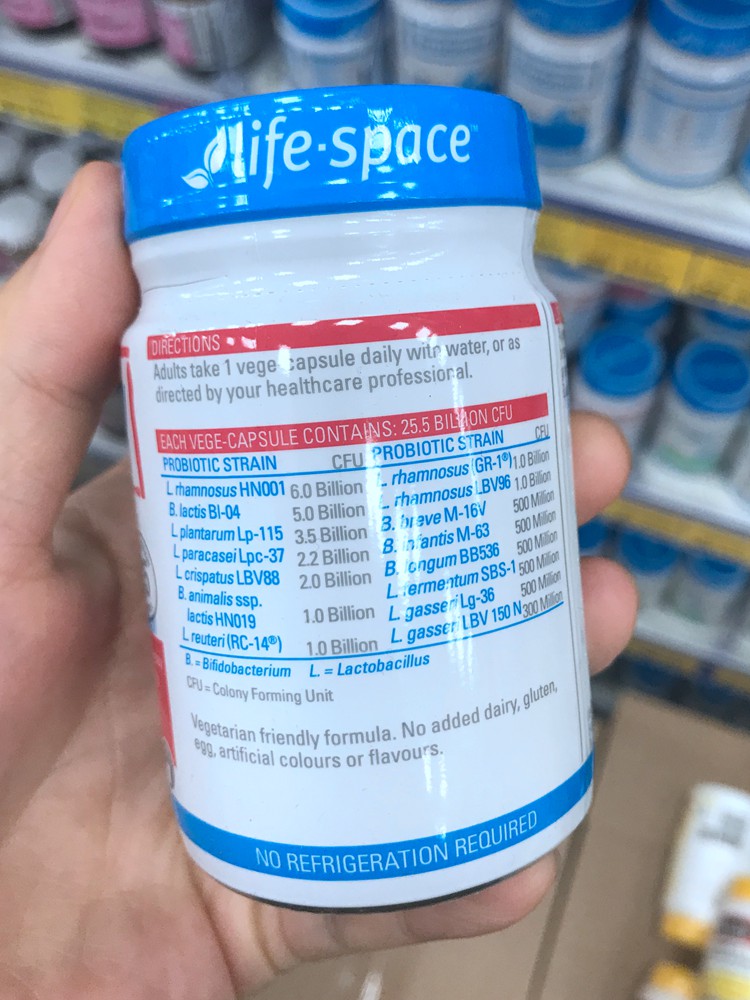 life·space™
DIRECTIONS
Adults take 1 vege capsule daily with water, or as
directed by your healthcare professional.
EACH VEGE-CAPSULE CONTAINS: 25.5 BILLION CFU
PROBIOTIC STRAIN CFU
L rhamnosus HN001 6.0 Billion
B. lactis BI-04 5.0 Billion
L plantarum Lp-115 3.5 Billion
L paracasei Lpc-37 2.2 Billion
L crispatus LBV88 2.0 Billion
B. animalis ssp.
lactis HN019 1.0 Billion
L reuteri (RC-14®) 1.0 Billion
PROBIOTIC STRAIN CFU
L. rhamnosus (GR-1®) 1.0 Billion
L. rhamnosus LBV96 1.0 Billion
B. breve M-16V 500 Million
B. infantis M-63 500 Million
B. longum BB536 500 Million
L. fermentum SBS-1 500 Million
L. gasseri Lg-36 500 Million
L. gasseri LBV 150 N 300 Million
B. = Bifidobacterium L. = Lactobacillus
CFU = Colony Forming Unit
Vegetarian friendly formula. No added dairy, gluten,
egg, artificial colours or flavours.
NO REFRIGERATION REQUIRED